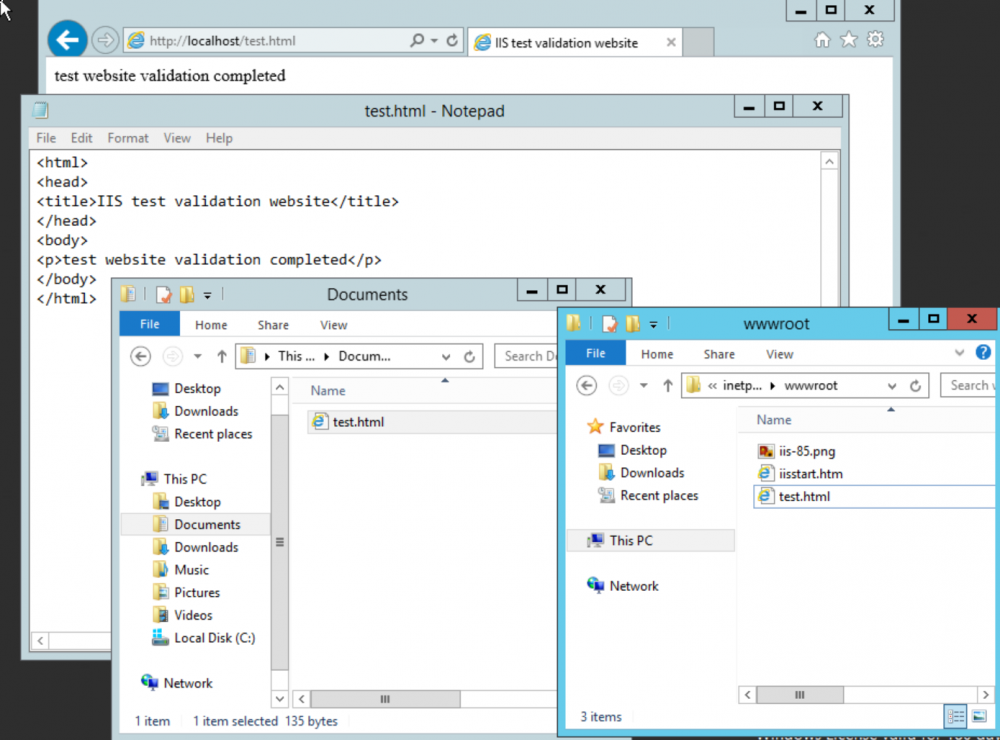 http://localhost/test.html
IIS test validation website
test website validation completed
test.html - Notepad
File Edit Format View Help
<html>
<head>
<title>IIS test validation website</title>
</head>
<body>
<p>test website validation completed</p>
</body>
</html>
Documents
File Home Share View
This ... Docum...
Search D
Desktop
Downloads
Recent places
This PC
Desktop
Documents
Downloads
Music
Pictures
Videos
Local Disk (C:)
Network
Name
test.html
1 item 1 item selected 135 bytes
wwwroot
File Home Share View
« inetp... wwwroot
Search w
Favorites
Desktop
Downloads
Recent places
This PC
Network
Name
iis-85.png
iisstart.htm
test.html
3 items